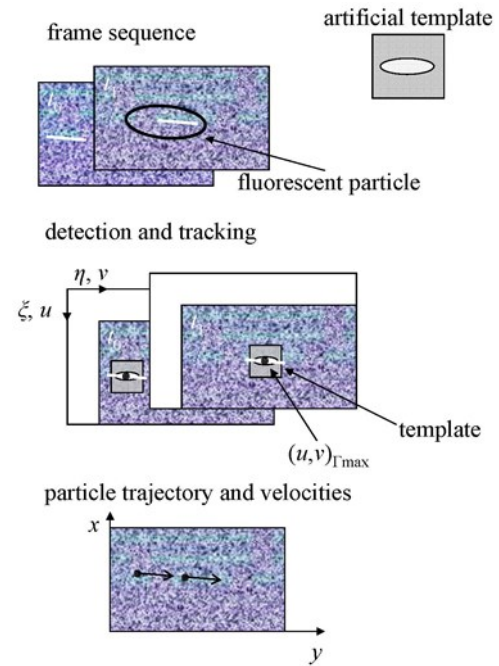 artificial template
frame sequence
fluorescent particle
detection and tracking
η, v
ξ, u
template
(u,v)Γmax
particle trajectory and velocities
x
y